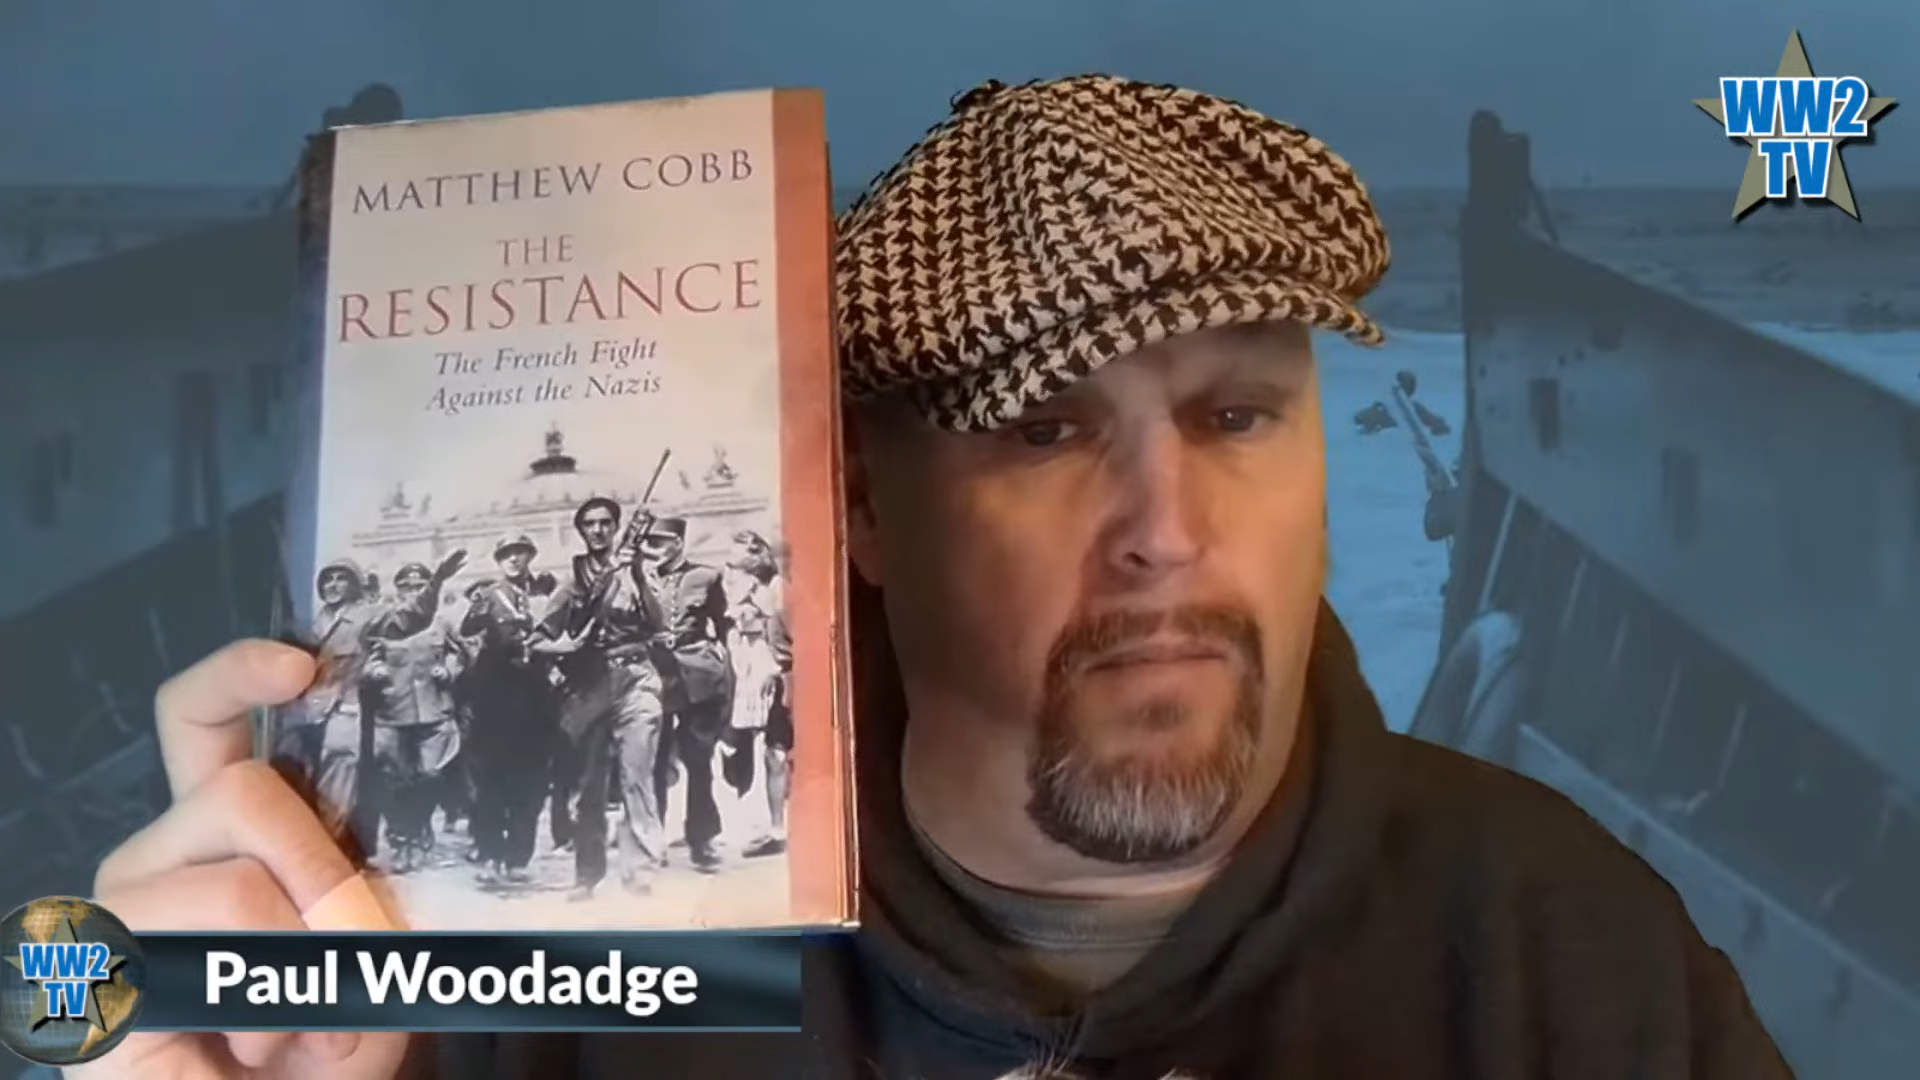 MATTHEW COBB
THE
RESISTANCE
The French Fight
Against the Nazis
WW2
TV
WW2
TV
Paul Woodadge